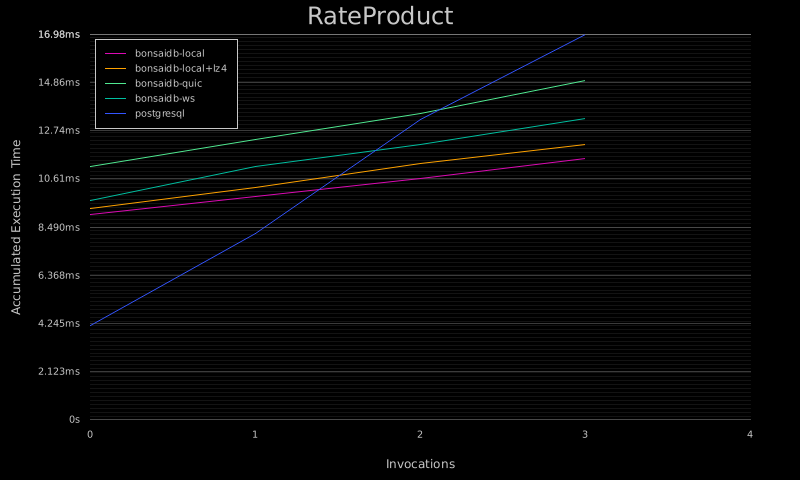 RateProduct
16.98ms
14.86ms
12.74ms
10.61ms
8.490ms
6.368ms
4.245ms
2.123ms
0s
bonsaidb-local
bonsaidb-local+lz4
bonsaidb-quic
bonsaidb-ws
postgresql
Accumulated Execution Time
0 1 2 3 4
Invocations